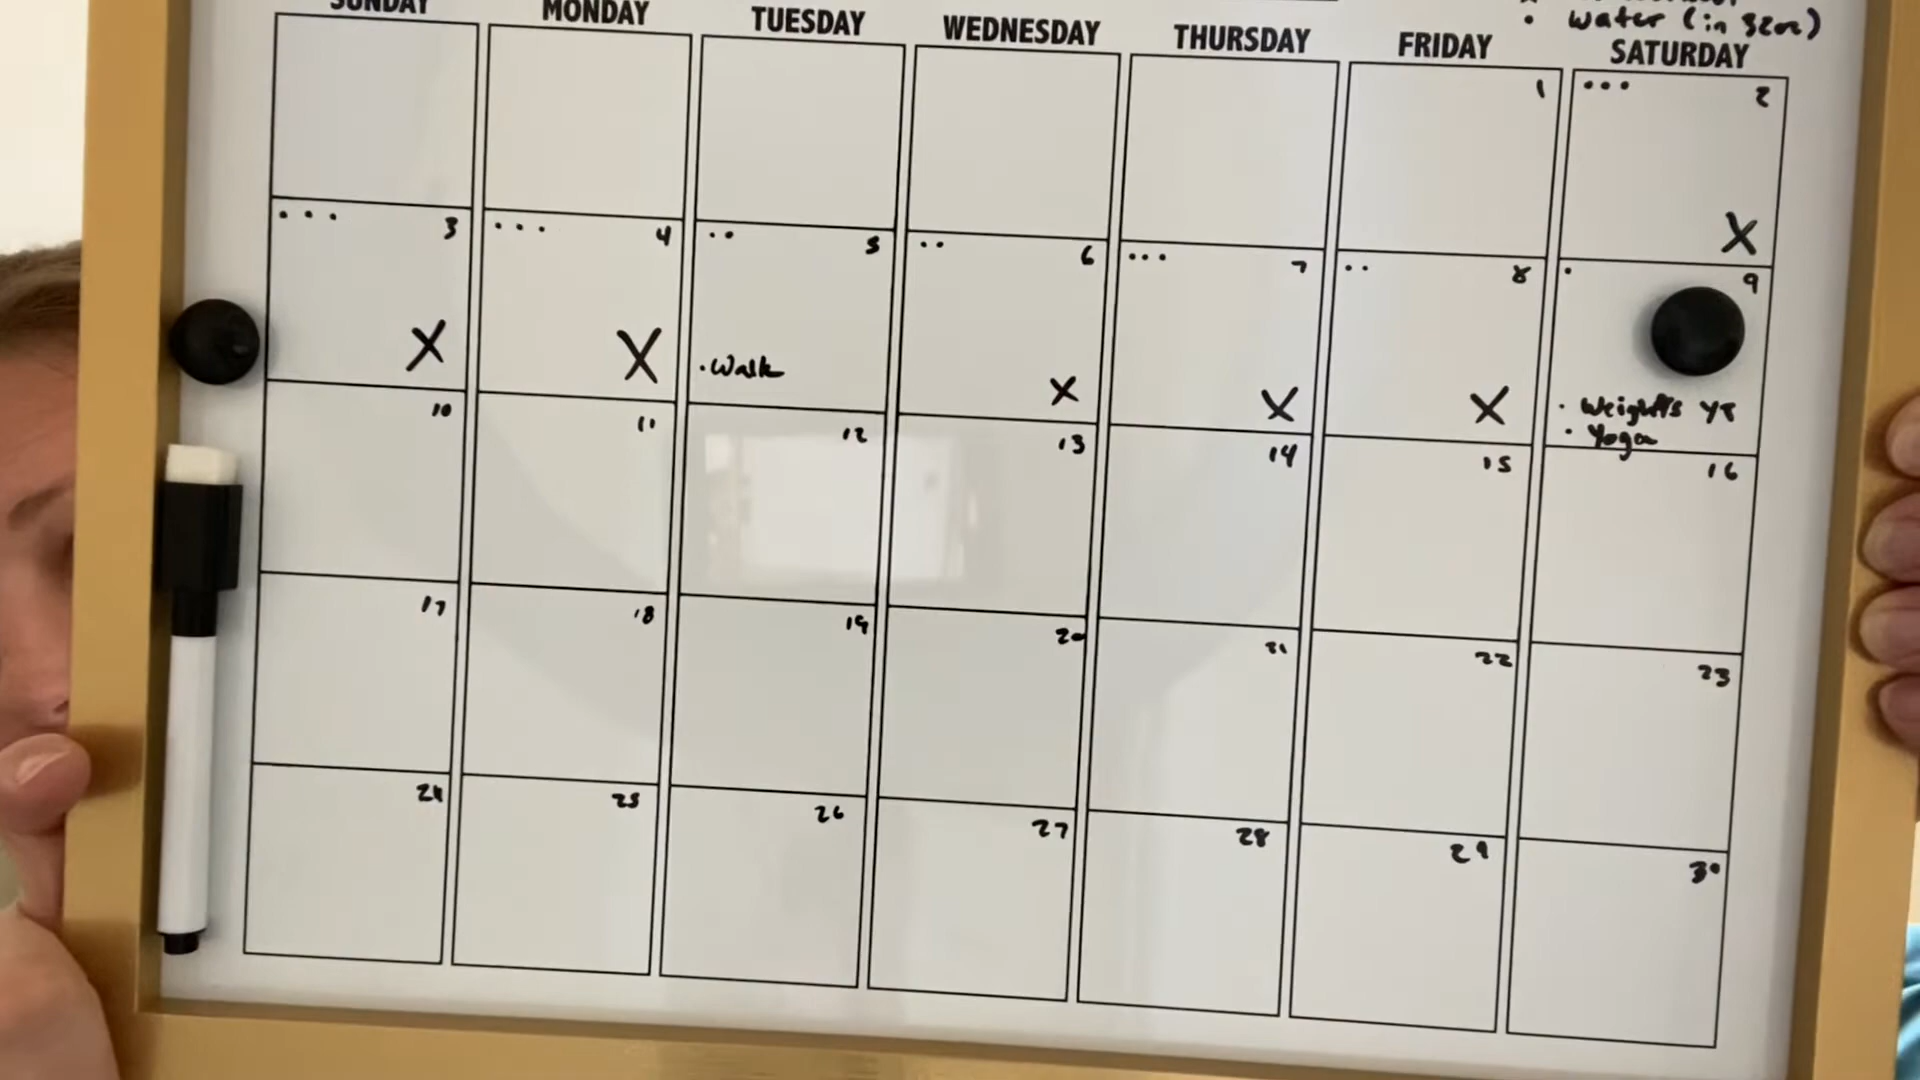 • water (in 32oz)
SUNDAY MONDAY TUESDAY WEDNESDAY THURSDAY FRIDAY SATURDAY
1 ••• 2
X
••• 3 ••• 4 •• 5 •• 6 ••• 7 •• 8 • 9
X X •Walk X X X • Weights YT
• Yoga
10 11 12 13 14 15 16
17 18 19 20 21 22 23
24 25 26 27 28 29 30